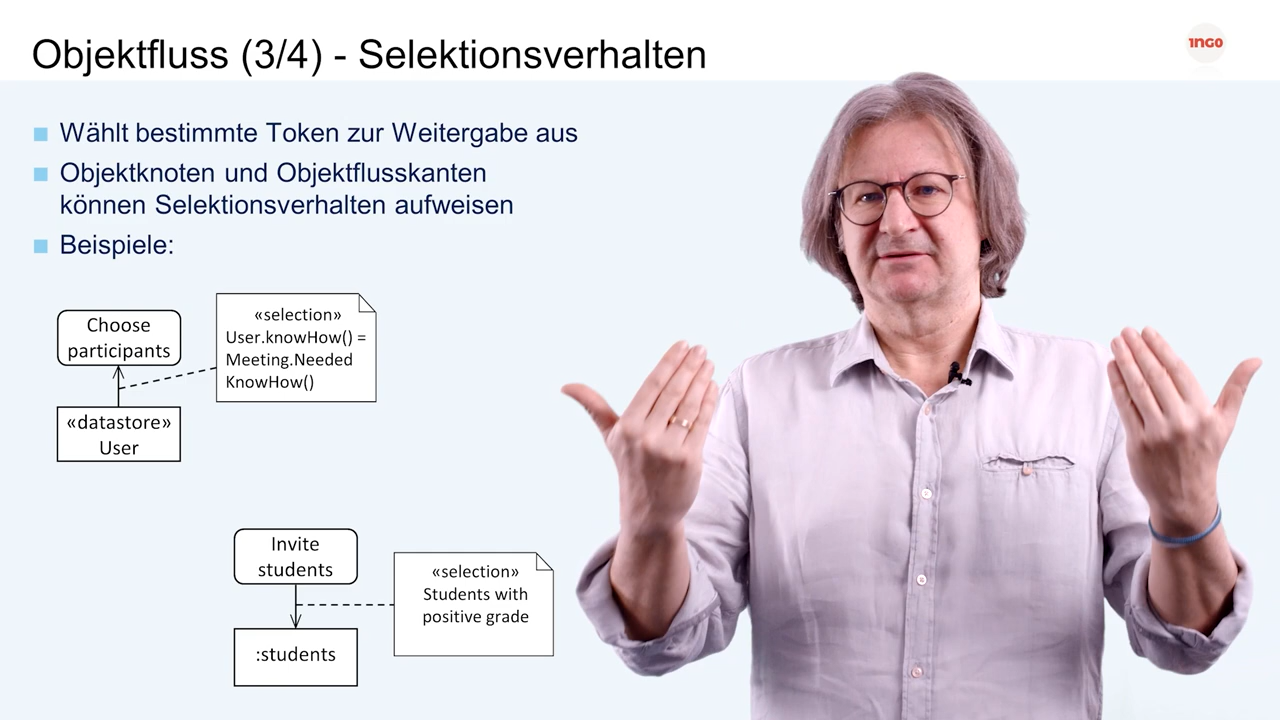 Objektfluss (3/4) - Selektionsverhalten
1NG0
Wählt bestimmte Token zur Weitergabe aus
Objektknoten und Objektflusskanten
können Selektionsverhalten aufweisen
Beispiele:
Choose
participants
«selection»
User.knowHow() =
Meeting.Needed
KnowHow()
«datastore»
User
Invite
students
«selection»
Students with
positive grade
:students